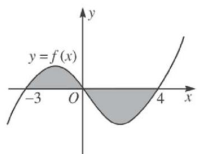 y
y = f(x)
-3 O 4 x